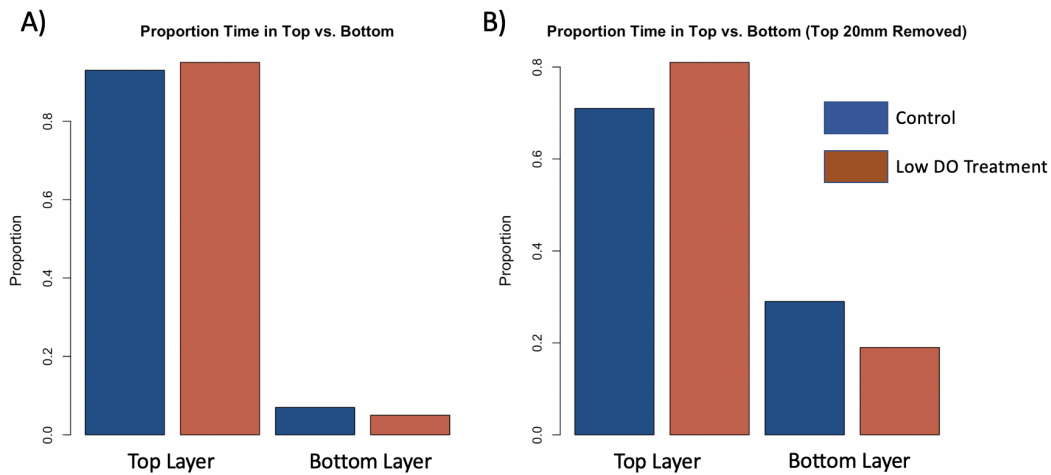 A)
Proportion Time in Top vs. Bottom
Proportion
0.8
0.6
0.4
0.2
0.0
Top Layer
Bottom Layer
B)
Proportion Time in Top vs. Bottom (Top 20mm Removed)
Proportion
0.8
0.6
0.4
0.2
0.0
Top Layer
Bottom Layer
Control
Low DO Treatment